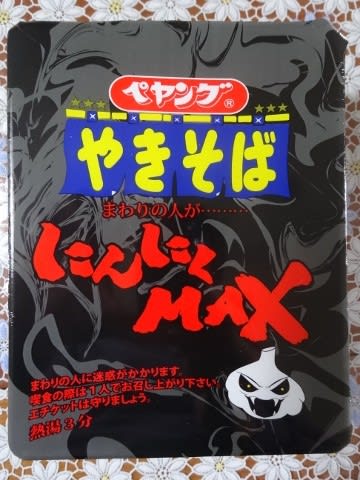 ペヤング®
やきそば
まわりの人が………
にんにく
MAX
まわりの人に迷惑がかかります。
喫食の際は1人でお召し上がり下さい。
エチケットは守りましょう。
熱湯3分